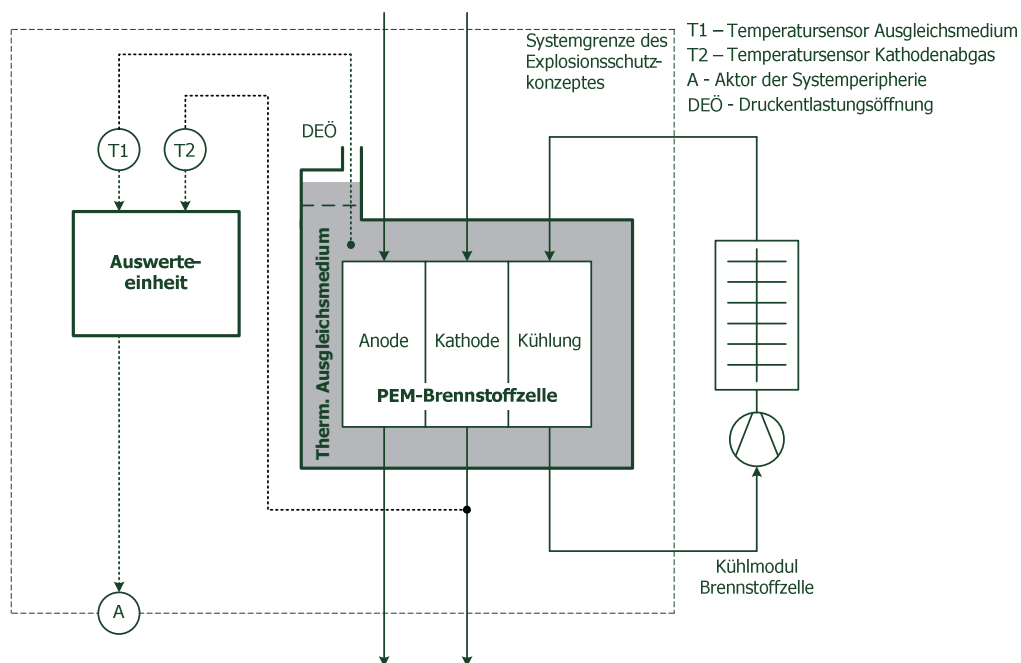 Systemgrenze des
Explosionsschutz-
konzeptes
T1 – Temperatursensor Ausgleichsmedium
T2 – Temperatursensor Kathodenabgas
A - Aktor der Systemperipherie
DEÖ - Druckentlastungsöffnung
DEÖ
T1
T2
Auswerte-
einheit
Therm. Ausgleichsmedium
Anode
Kathode
Kühlung
PEM-Brennstoffzelle
Kühlmodul
Brennstoffzelle
A